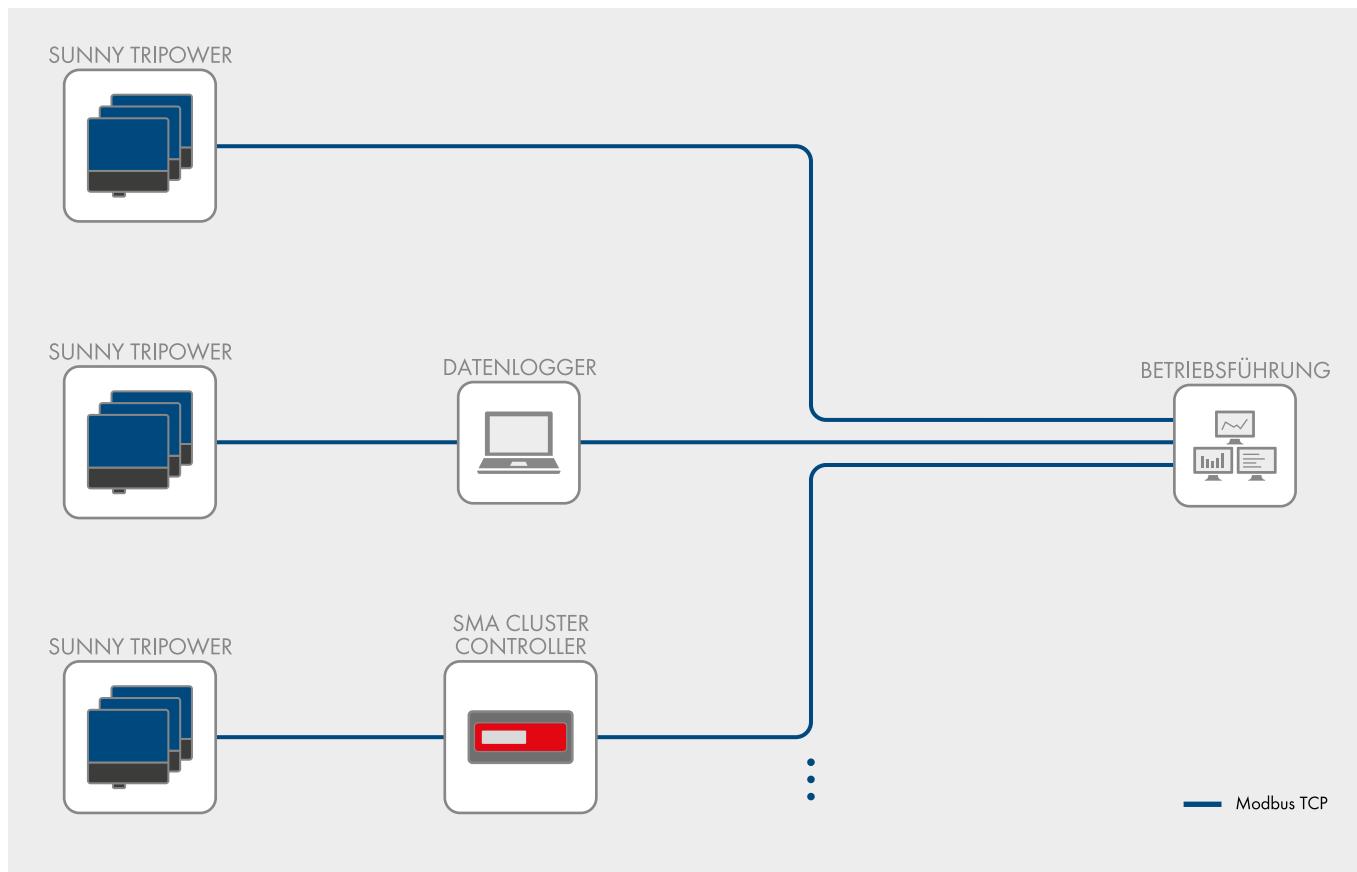 SUNNY TRIPOWER
SUNNY TRIPOWER
DATENLOGGER
BETRIEBSFÜHRUNG
SUNNY TRIPOWER
SMA CLUSTER
CONTROLLER
Modbus TCP